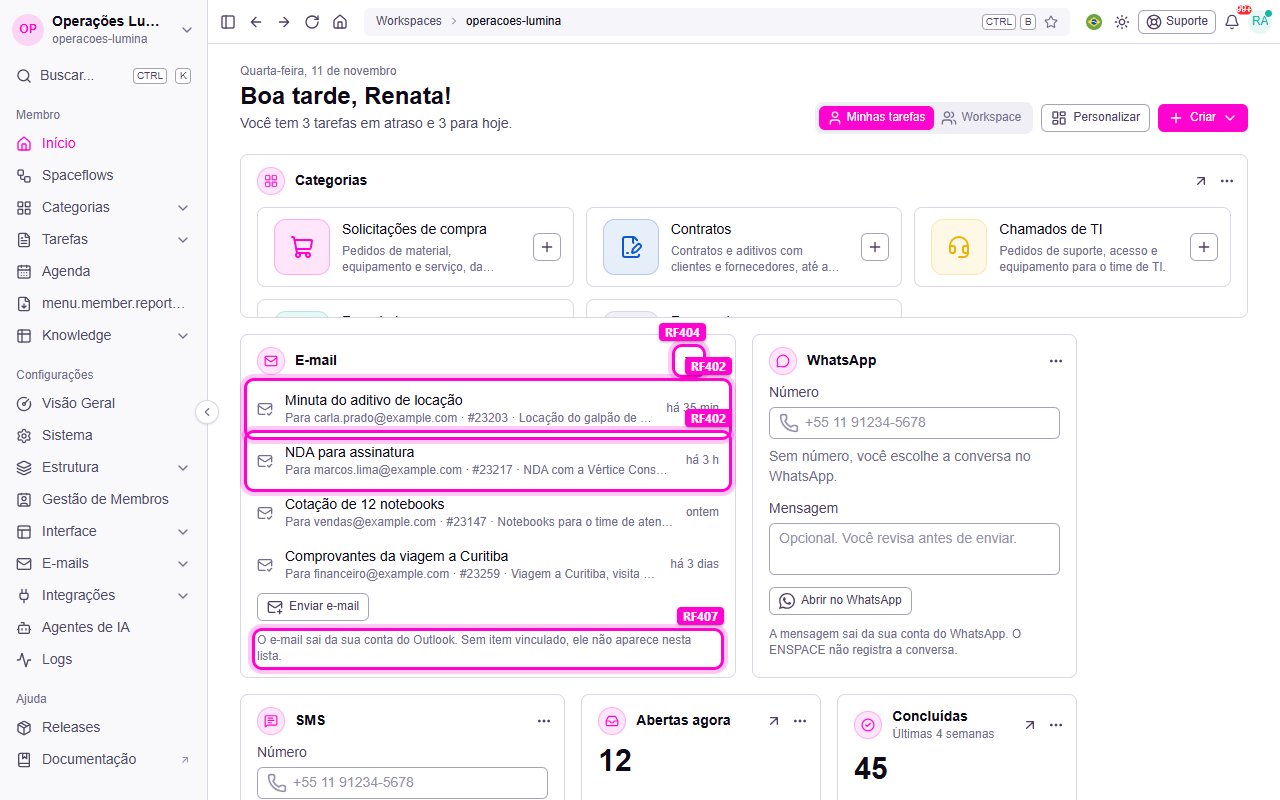 OP
Operações Lu...
operacoes-lumina
Buscar...
CTRL
K
Membro
Início
Spaceflows
Categorias
Tarefas
Agenda
menu.member.report...
Knowledge
Configurações
Visão Geral
Sistema
Estrutura
Gestão de Membros
Interface
E-mails
Integrações
Agentes de IA
Logs
Ajuda
Releases
Documentação
Workspaces
operacoes-lumina
CTRL
B
Suporte
99+
RA
Quarta-feira, 11 de novembro
Boa tarde, Renata!
Você tem 3 tarefas em atraso e 3 para hoje.
Minhas tarefas
Workspace
Personalizar
Criar
Categorias
Solicitações de compra
Pedidos de material,
equipamento e serviço, da...
Contratos
Contratos e aditivos com
clientes e fornecedores, até a...
Chamados de TI
Pedidos de suporte, acesso e
equipamento para o time de TI.
RF404
E-mail
RF402
Minuta do aditivo de locação
há 35 min
Para carla.prado@example.com · #23203 · Locação do galpão de ...
RF402
NDA para assinatura
há 3 h
Para marcos.lima@example.com · #23217 · NDA com a Vértice Cons...
Cotação de 12 notebooks
ontem
Para vendas@example.com · #23147 · Notebooks para o time de aten...
Comprovantes da viagem a Curitiba
há 3 dias
Para financeiro@example.com · #23259 · Viagem a Curitiba, visita ...
Enviar e-mail
RF407
O e-mail sai da sua conta do Outlook. Sem item vinculado, ele não aparece nesta
lista.
WhatsApp
Número
+55 11 91234-5678
Sem número, você escolhe a conversa no
WhatsApp.
Mensagem
Opcional. Você revisa antes de enviar.
Abrir no WhatsApp
A mensagem sai da sua conta do WhatsApp. O
ENSPACE não registra a conversa.
SMS
Número
+55 11 91234-5678
Abertas agora
12
Concluídas
Últimas 4 semanas
45